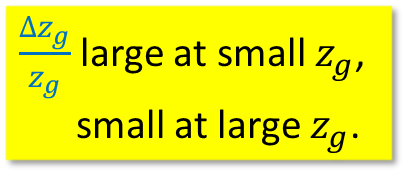 Δz_g/z_g large at small z_g,
small at large z_g.